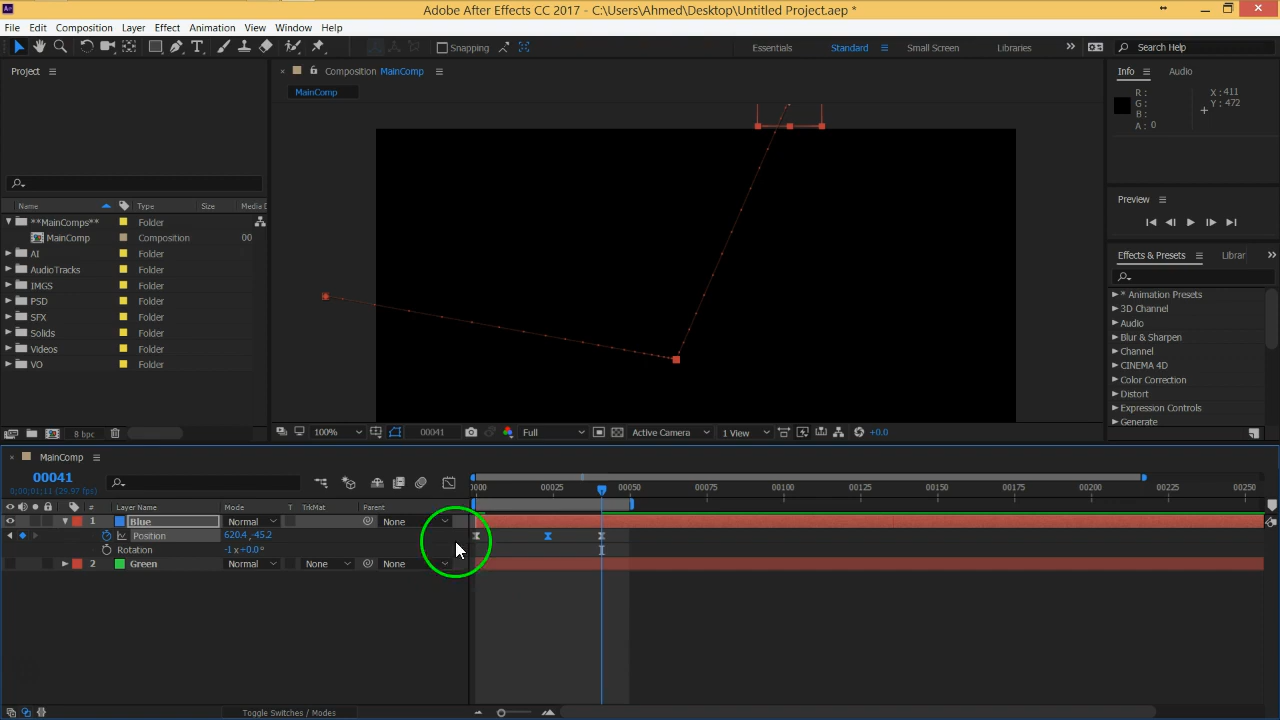 Adobe After Effects CC 2017 - C:\Users\Ahmed\Desktop\Untitled Project.aep *
File Edit Composition Layer Effect Animation View Window Help
Snapping Essentials Standard Small Screen Libraries Search Help
Project Composition MainComp Info Audio
MainComp
R: X: 411
G: Y: 472
B:
A: 0
Preview
Name Type Size Media D
**MainComps** Folder
MainComp Composition 00
AI Folder
AudioTracks Folder
IMGS Folder
PSD Folder
SFX Folder
Solids Folder
Videos Folder
VO Folder
Effects & Presets Librar
* Animation Presets
3D Channel
Audio
Blur & Sharpen
Channel
CINEMA 4D
Color Correction
Distort
Expression Controls
Generate
8 bpc 100% 00041 Full Active Camera 1 View +0.0
MainComp
00041
0;00;01;11 (29.97 fps)
0000 00025 00050 00075 00100 00125 00150 00175 00200 00225 00250
# Layer Name Mode T TrkMat Parent
1 Blue Normal None
Position 620.4, -45.2
Rotation -1x+0.0°
2 Green Normal None None
Toggle Switches / Modes